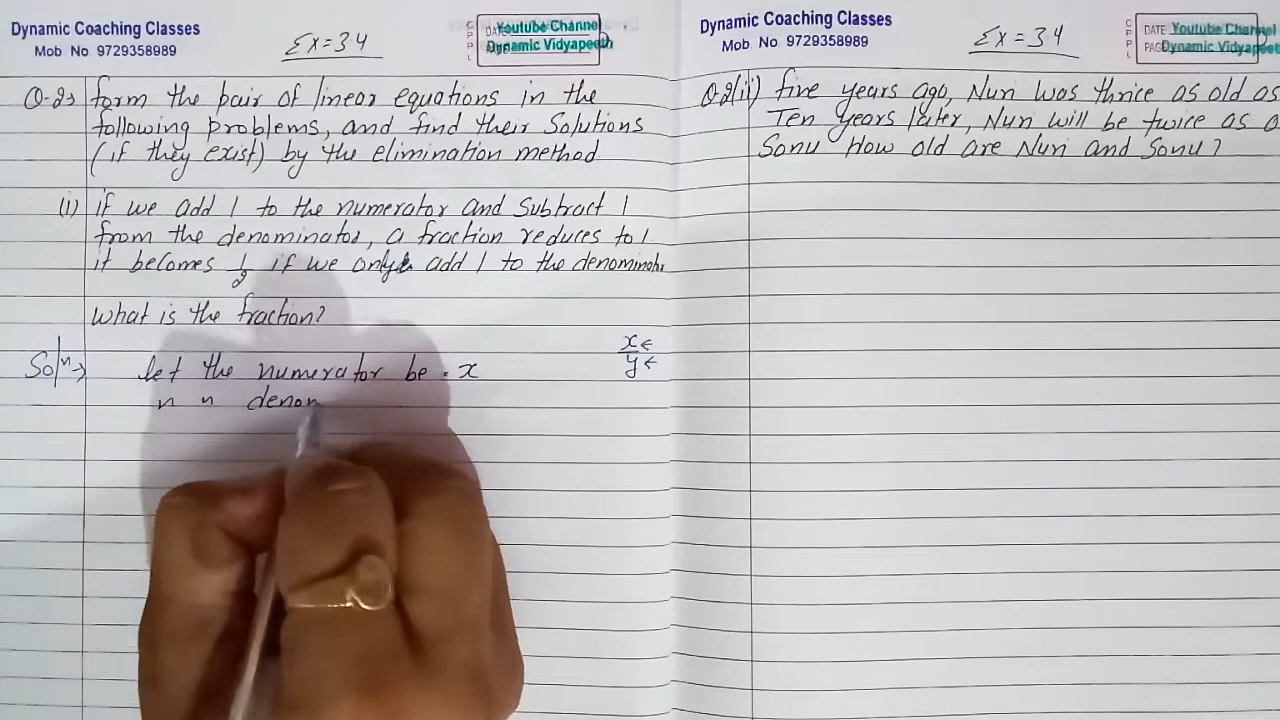 Dynamic Coaching Classes
Mob. No. 9729358989
Ex=3.4
Youtube Channel
Dynamic Vidyapeeth
Q-2) form the pair of linear equations in the
following problems, and find their Solutions
(if they exist) by the elimination method
(i) if we add 1 to the numerator and Subtract 1
from the denominator, a fraction reduces to 1.
it becomes 1/2 if we only add 1 to the denominator
What is the fraction?
Soln → let the numerator be = x
x/y
" " denom
Dynamic Coaching Classes
Mob. No. 9729358989
Ex=3.4
DATE Youtube Channel
PAGE Dynamic Vidyapeeth
Q-2(ii) five years ago, Nuri was thrice as old as
Ten years later, Nuri will be twice as o
Sonu How old are Nuri and Sonu?